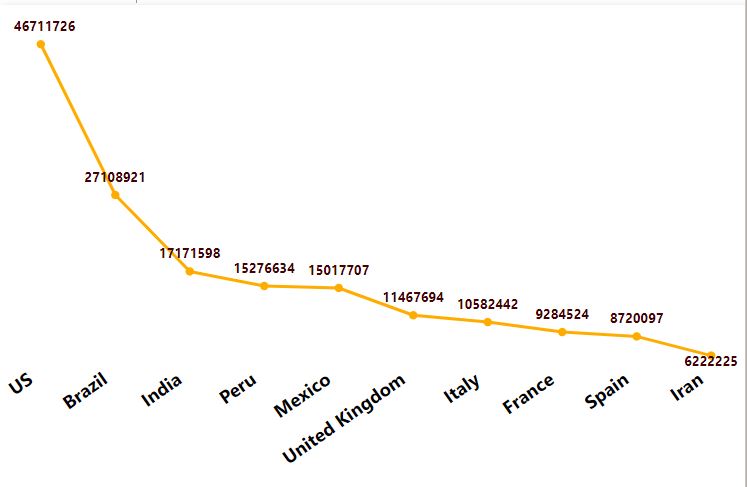 46711726
27108921
17171598
15276634
15017707
11467694
10582442
9284524
8720097
6222225
US
Brazil
India
Peru
Mexico
United Kingdom
Italy
France
Spain
Iran